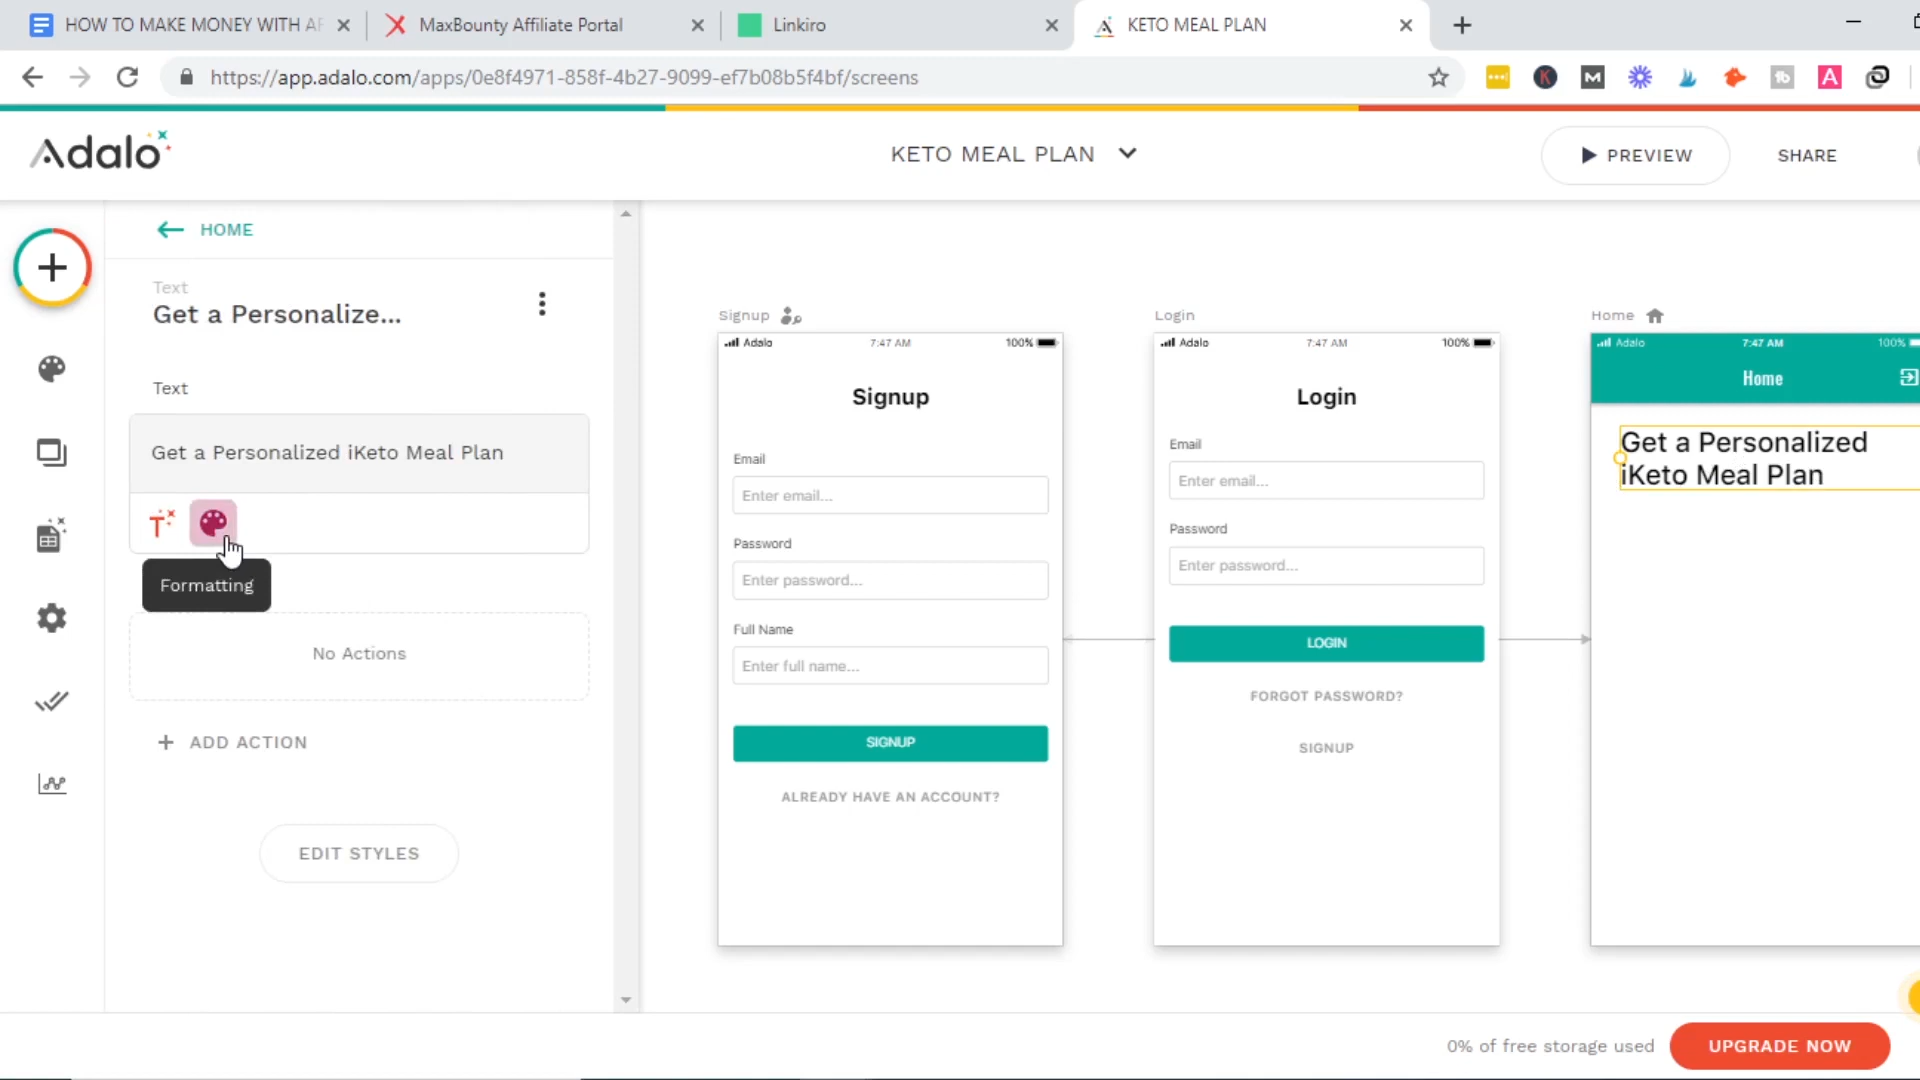 HOW TO MAKE MONEY WITH AF
MaxBounty Affiliate Portal
Linkiro
KETO MEAL PLAN
https://app.adalo.com/apps/0e8f4971-858f-4b27-9099-ef7b08b5f4bf/screens
Adalo
KETO MEAL PLAN
PREVIEW
SHARE
HOME
Text
Get a Personalize...
Text
Get a Personalized iKeto Meal Plan
Formatting
No Actions
ADD ACTION
EDIT STYLES
Signup
Adalo 7:47 AM 100%
Signup
Email
Enter email...
Password
Enter password...
Full Name
Enter full name...
SIGNUP
ALREADY HAVE AN ACCOUNT?
Login
Adalo 7:47 AM 100%
Login
Email
Enter email...
Password
Enter password...
LOGIN
FORGOT PASSWORD?
SIGNUP
Home
Adalo 7:47 AM 100%
Home
Get a Personalized
iKeto Meal Plan
0% of free storage used
UPGRADE NOW